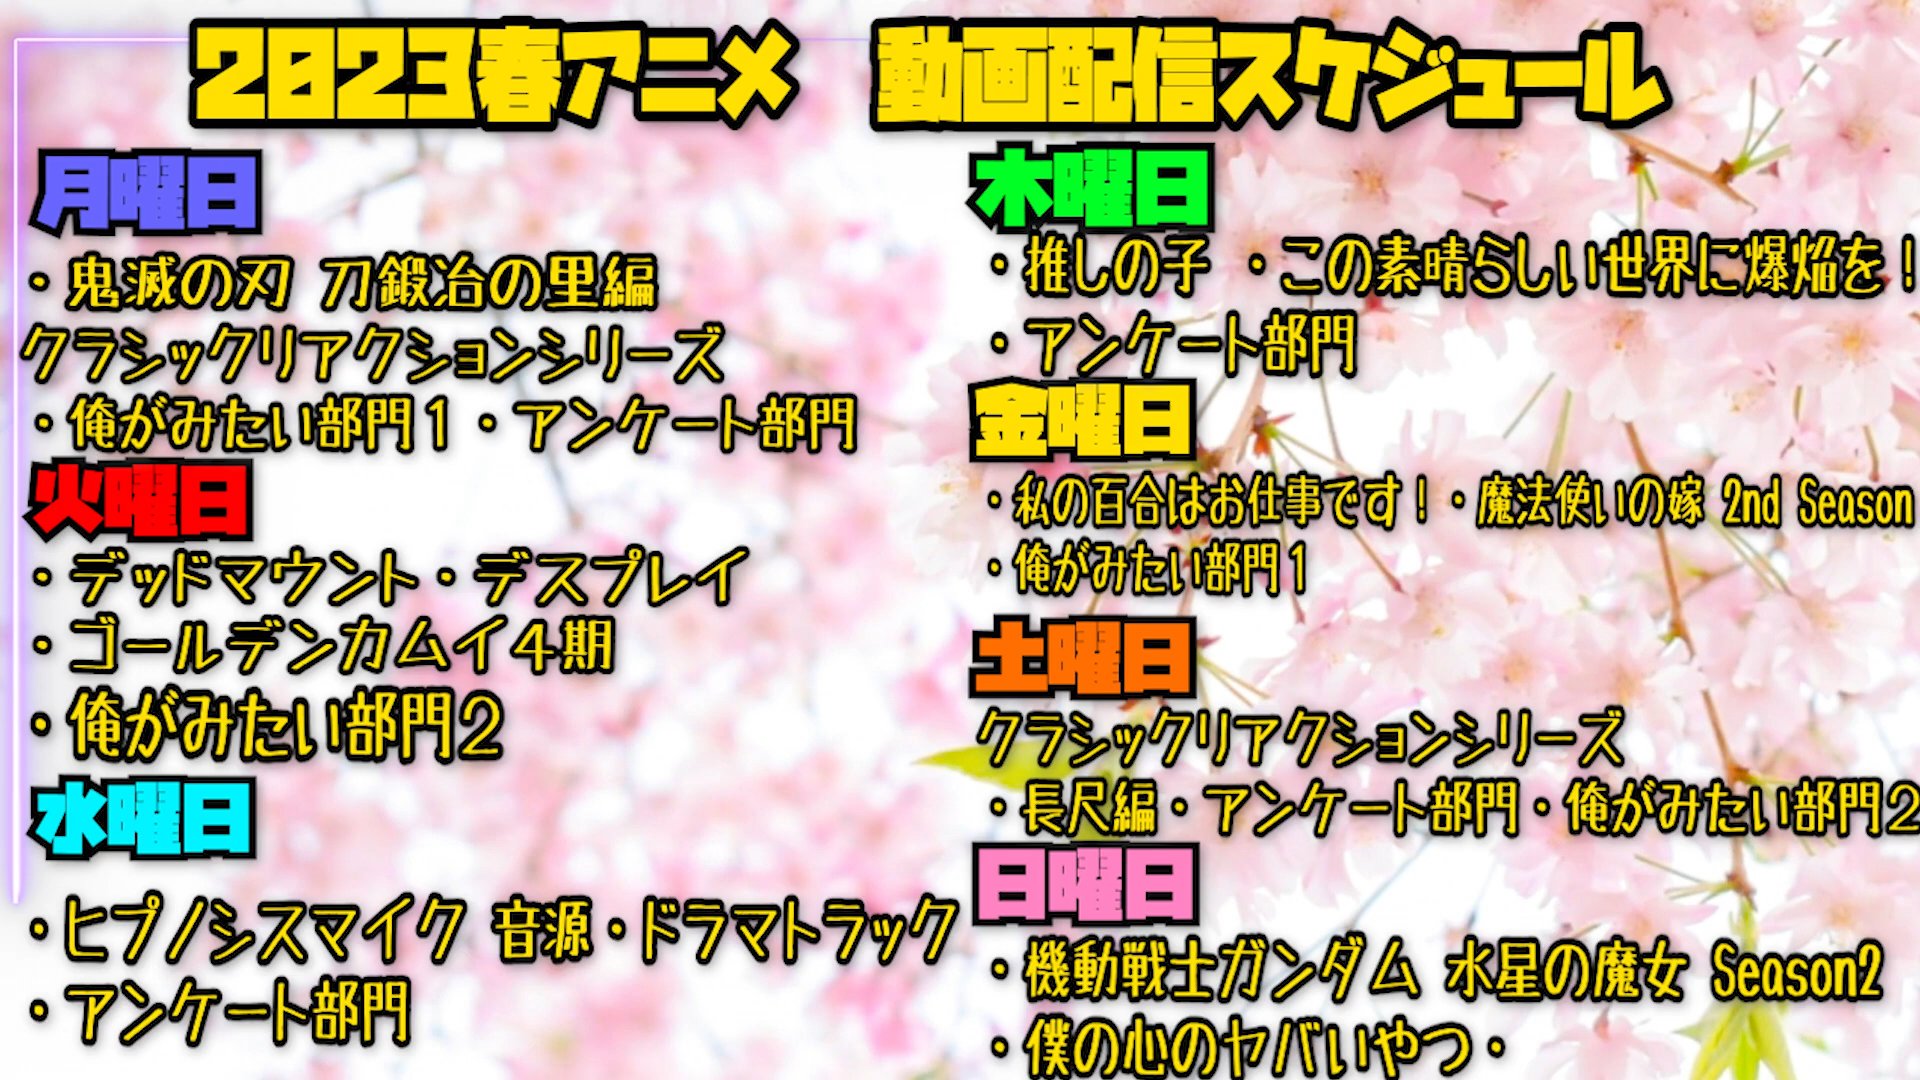 2023春アニメ　動画配信スケジュール
月曜日
・鬼滅の刃 刀鍛冶の里編
クラシックリアクションシリーズ
・俺がみたい部門１・アンケート部門
火曜日
・デッドマウント・デスプレイ
・ゴールデンカムイ４期
・俺がみたい部門２
水曜日
・ヒプノシスマイク 音源・ドラマトラック
・アンケート部門
木曜日
・推しの子 ・この素晴らしい世界に爆焔を！
・アンケート部門
金曜日
・私の百合はお仕事です！・魔法使いの嫁 2nd Season
・俺がみたい部門１
土曜日
クラシックリアクションシリーズ
・長尺編・アンケート部門・俺がみたい部門２
日曜日
・機動戦士ガンダム 水星の魔女 Season2
・僕の心のヤバいやつ・